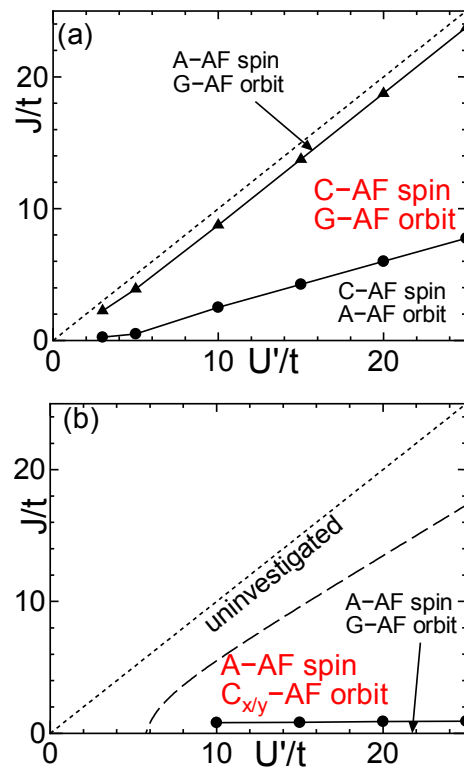 (a)
A−AF spin
G−AF orbit
C−AF spin
G−AF orbit
C−AF spin
A−AF orbit
J/t
20
10
0
0
10
20
U'/t
(b)
uninvestigated
A−AF spin
G−AF orbit
A−AF spin
Cx/y−AF orbit
J/t
20
10
0
0
10
20
U'/t